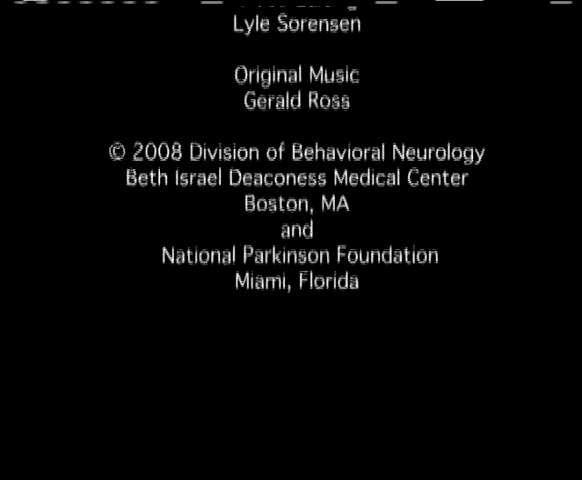 Lyle Sorensen
Original Music
Gerald Ross
© 2008 Division of Behavioral Neurology
Beth Israel Deaconess Medical Center
Boston, MA
and
National Parkinson Foundation
Miami, Florida